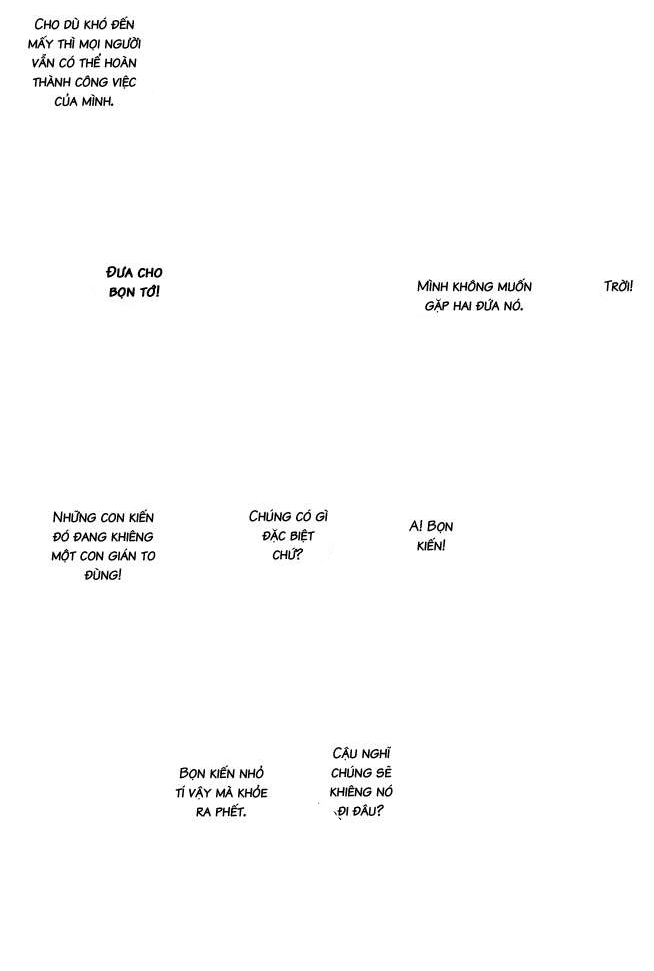 CHO DÙ KHÓ ĐẾN
MẤY THÌ MỌI NGƯỜI
VẪN CÓ THỂ HOÀN
THÀNH CÔNG VIỆC
CỦA MÌNH.
TRỜI!
MÌNH KHÔNG MUỐN
GẶP HAI ĐỨA NÓ.
ĐƯA CHO
BỌN TỚ!
A! BỌN
KIẾN!
CHÚNG CÓ GÌ
ĐẶC BIỆT
CHỨ?
NHỮNG CON KIẾN
ĐÓ ĐANG KHIÊNG
MỘT CON GIÁN TO
ĐÙNG!
CẬU NGHĨ
CHÚNG SẼ
KHIÊNG NÓ
ĐI ĐÂU?
BỌN KIẾN NHỎ
TÍ VẬY MÀ KHỎE
RA PHẾT.